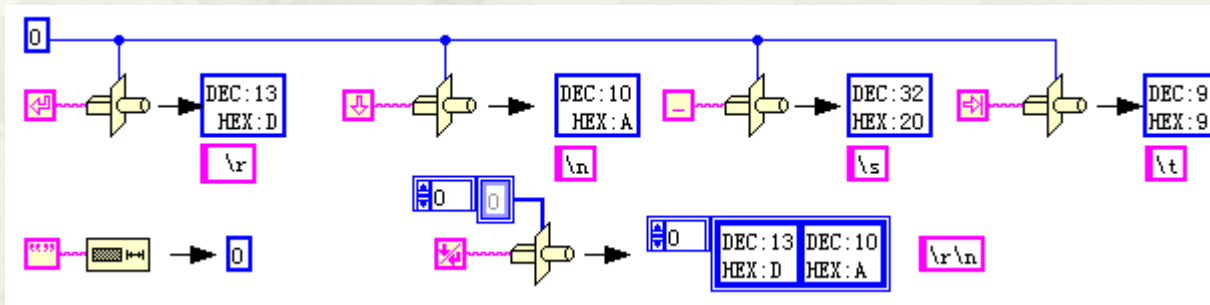 0
DEC:13
HEX:D
DEC:10
HEX:A
DEC:32
HEX:20
DEC:9
HEX:9
\r
\n
_
\s
\t
0
0
""
0
0
DEC:13
HEX:D
DEC:10
HEX:A
\r\n